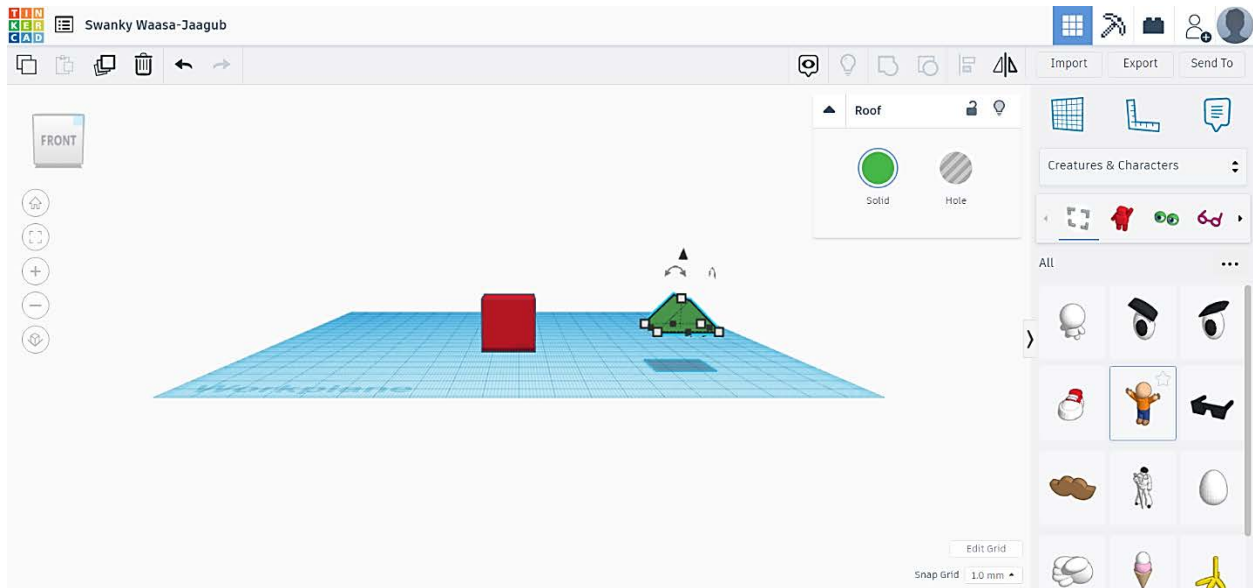 TIN
KER
CAD
Swanky Waasa-Jaagub
Import
Export
Send To
FRONT
Roof
Solid
Hole
Creatures & Characters
All
Workplane
Edit Grid
Snap Grid 1.0 mm